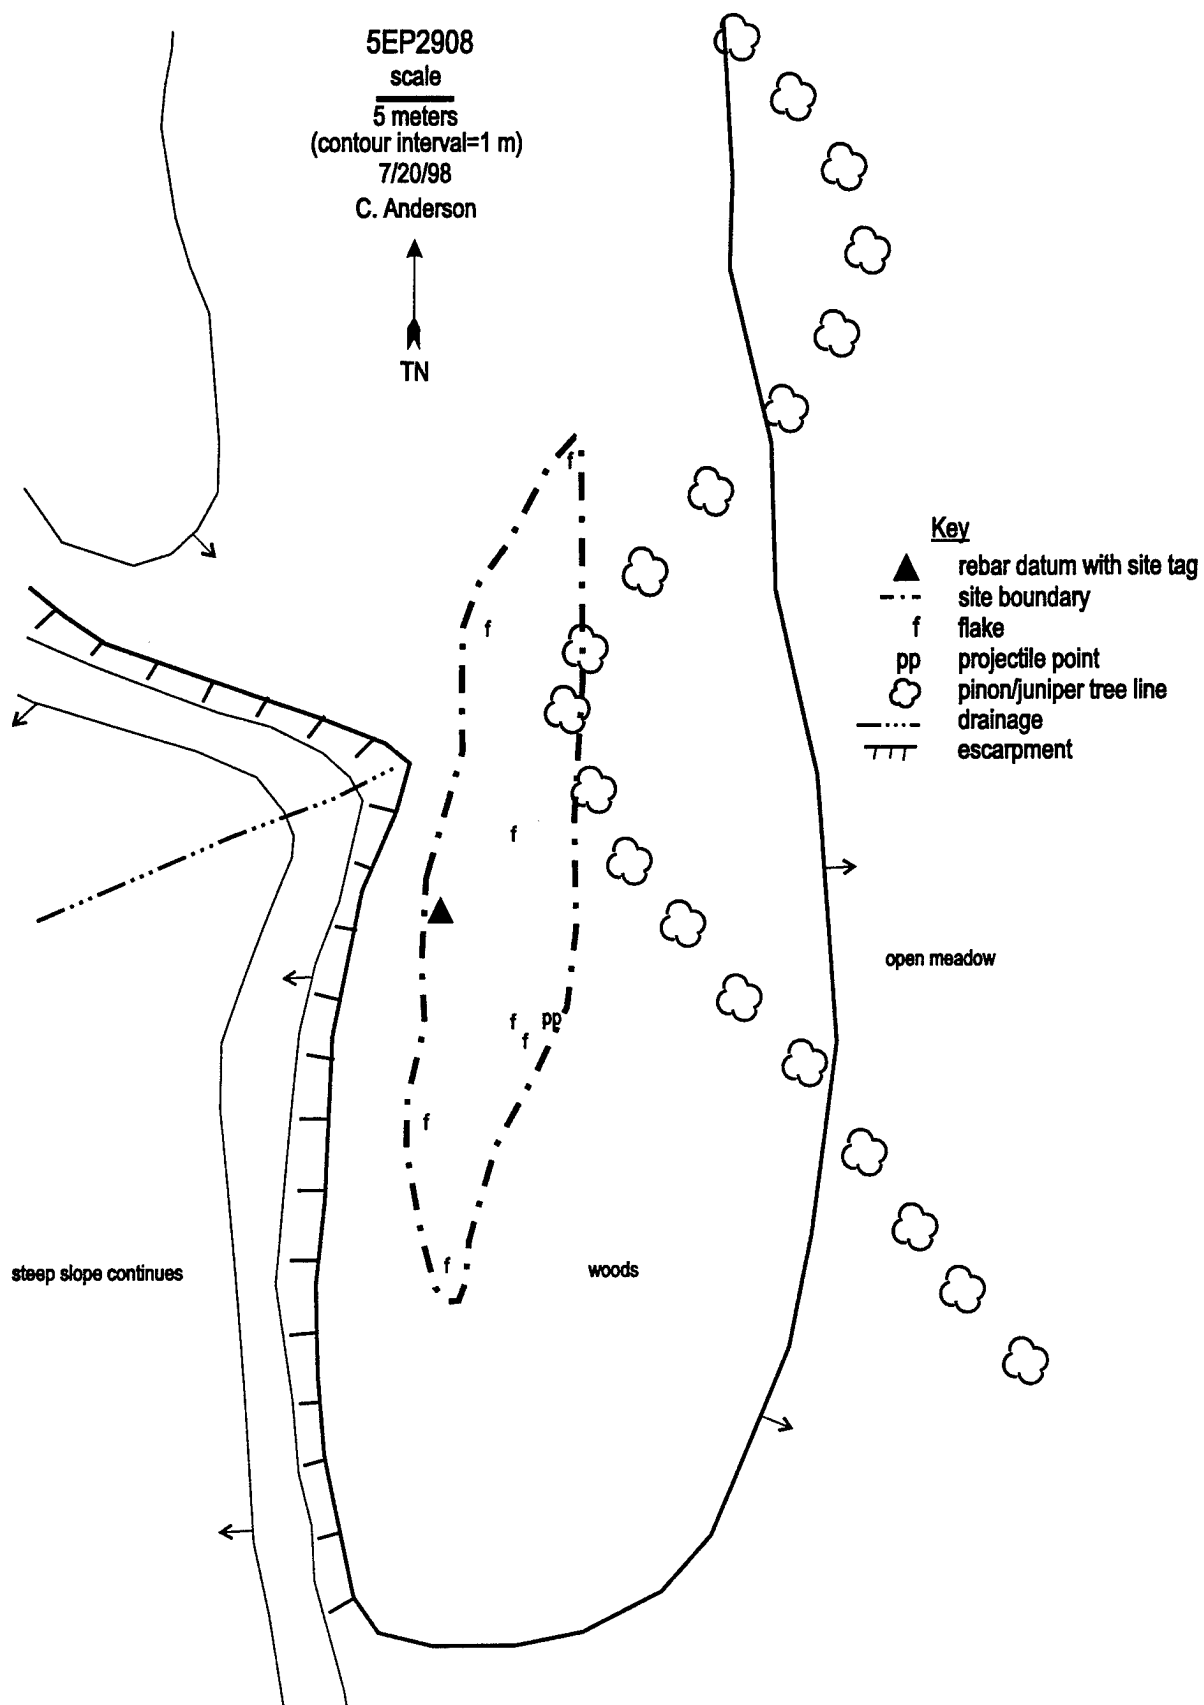 5EP2908
scale
5 meters
(contour interval=1 m)
7/20/98
C. Anderson
TN
f
f
f
f pp
f
f
f
Key
rebar datum with site tag
site boundary
f flake
pp projectile point
pinon/juniper tree line
drainage
escarpment
open meadow
steep slope continues
woods